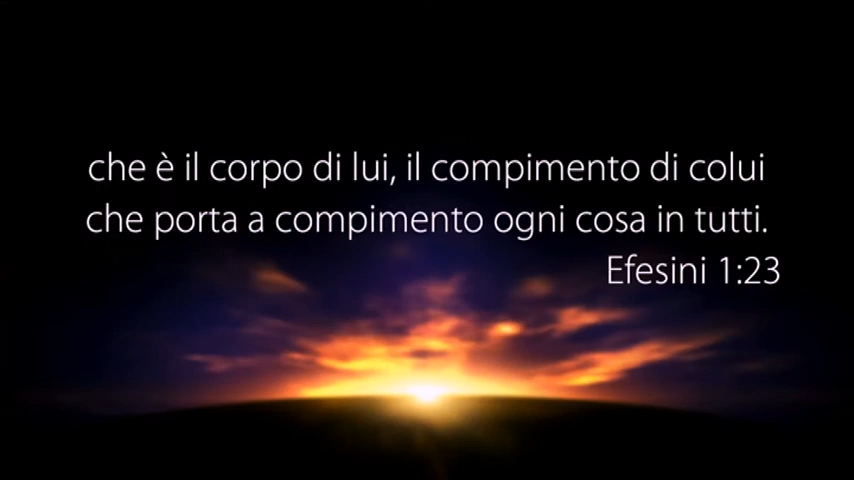 che è il corpo di lui, il compimento di colui
che porta a compimento ogni cosa in tutti.
Efesini 1:23